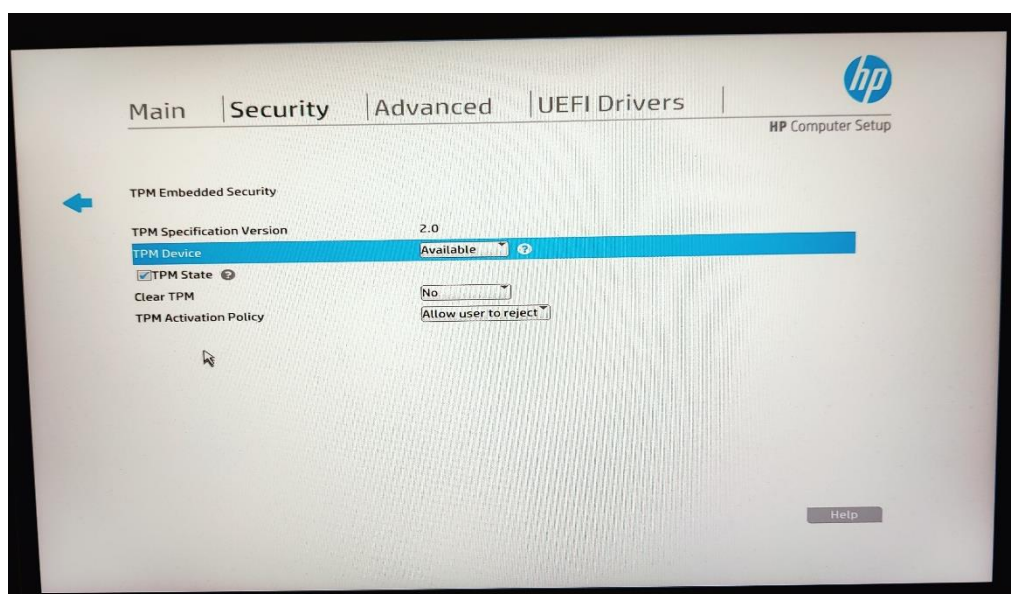 hp
Main Security Advanced UEFI Drivers
HP Computer Setup
TPM Embedded Security
TPM Specification Version 2.0
TPM Device Available ?
TPM State ?
Clear TPM No
TPM Activation Policy Allow user to reject
Help